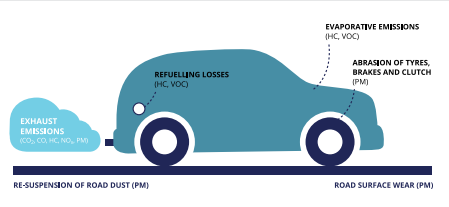 EVAPORATIVE EMISSIONS
(HC, VOC)
ABRASION OF TYRES,
BRAKES AND CLUTCH
(PM)
REFUELLING LOSSES
(HC, VOC)
EXHAUST
EMISSIONS
(CO₂, CO, HC, NOₓ, PM)
RE-SUSPENSION OF ROAD DUST (PM)
ROAD SURFACE WEAR (PM)